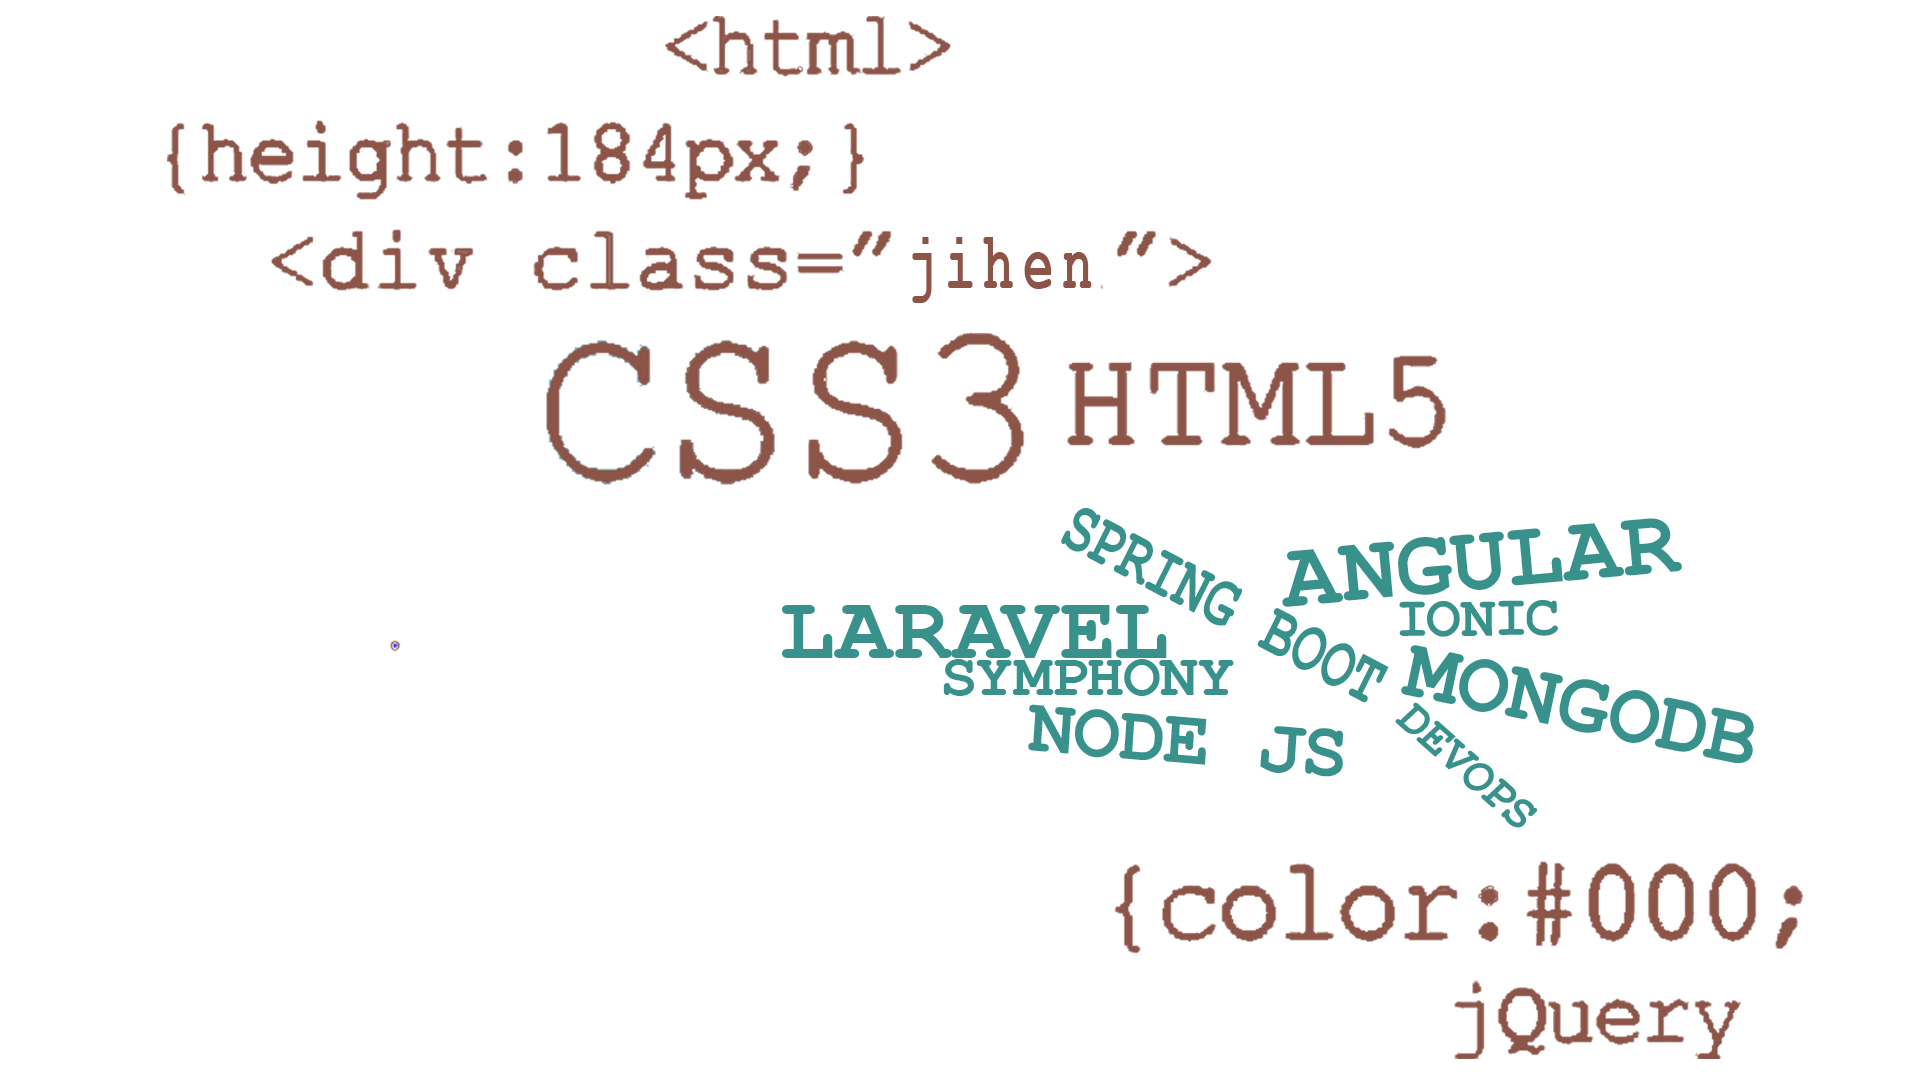 <html>
{height:184px;}
<div class="jihen">
CSS3 HTML5
SPRING BOOT
ANGULAR
IONIC
LARAVEL
SYMPHONY
MONGODB
NODE JS
DEVOPS
{color:#000;
jQuery